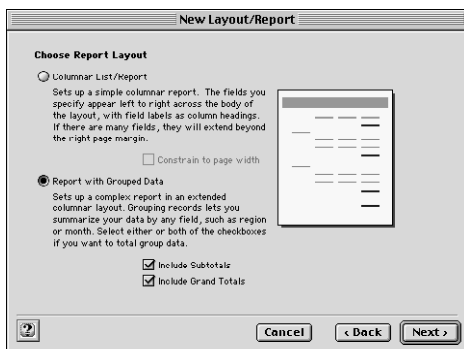 New Layout/Report
Choose Report Layout
Columnar List/Report
Sets up a simple columnar report. The fields you
specify appear left to right across the body of
the layout, with field labels as column headings.
If there are many fields, they will extend beyond
the right page margin.
Constrain to page width
Report with Grouped Data
Sets up a complex report in an extended
columnar layout. Grouping records lets you
summarize your data by any field, such as region
or month. Select either or both of the checkboxes
if you want to total group data.
Include Subtotals
Include Grand Totals
?
Cancel
‹ Back
Next ›